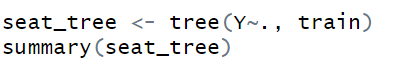 seat_tree <- tree(Y~., train)
summary(seat_tree)